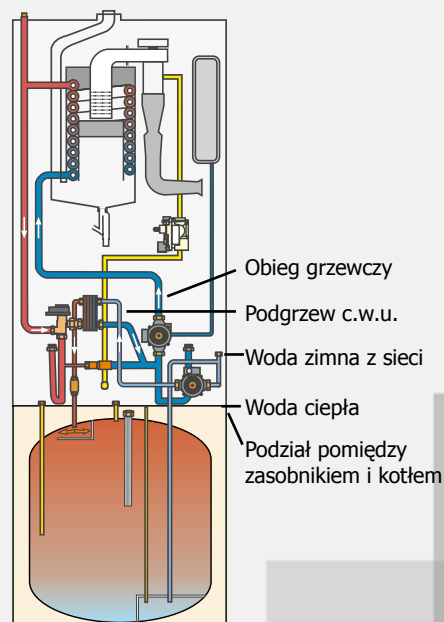 Obieg grzewczy
Podgrzew c.w.u.
Woda zimna z sieci
Woda ciepła
Podział pomiędzy
zasobnikiem i kotłem